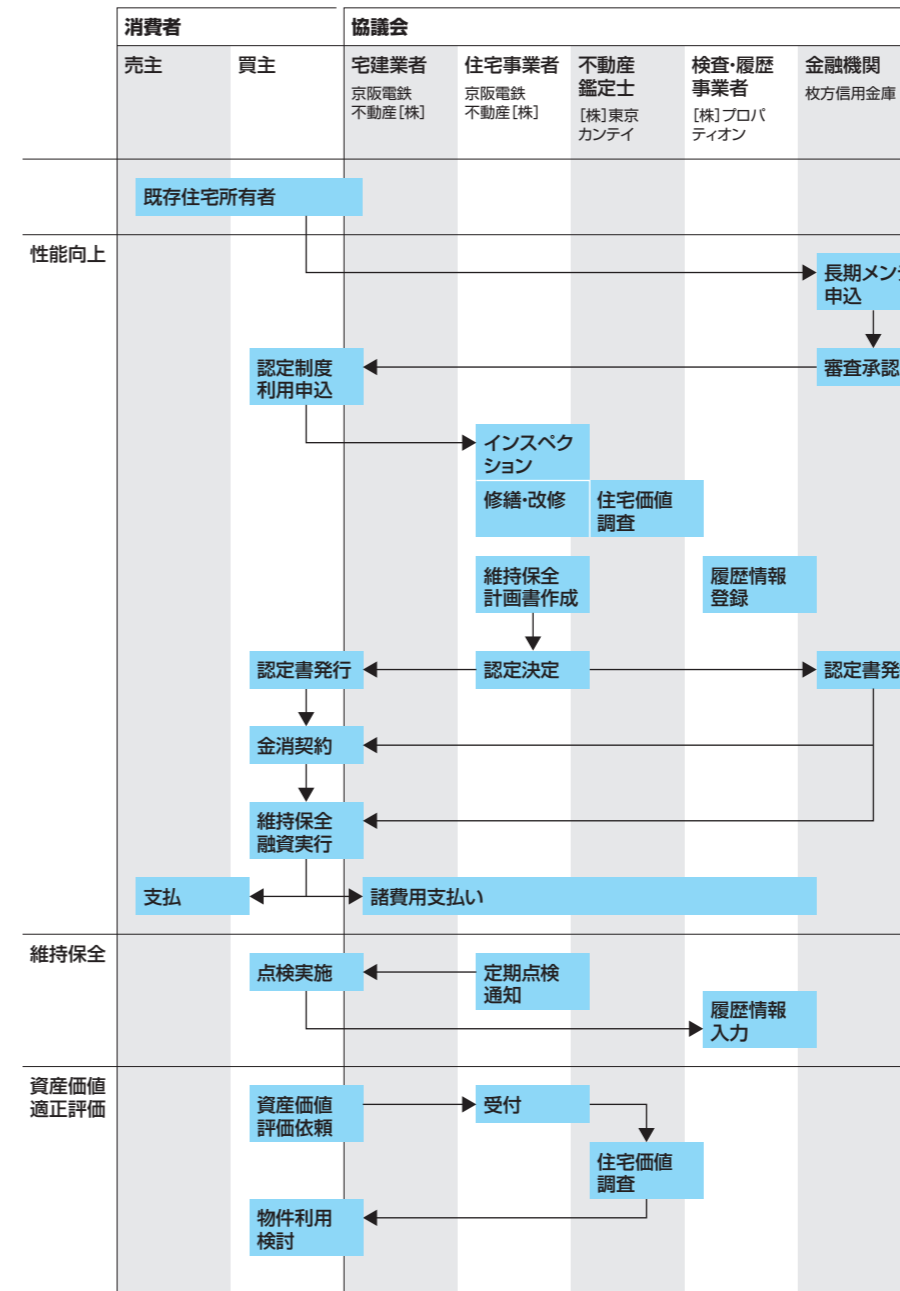 消費者
協議会
売主
買主
宅建業者
京阪電鉄
不動産[株]
住宅事業者
京阪電鉄
不動産[株]
不動産
鑑定士
[株]東京
カンテイ
検査・履歴
事業者
[株]プロパ
ティオン
金融機関
枚方信用金庫
既存住宅所有者
性能向上
長期メン
申込
審査承認
認定制度
利用申込
インスペク
ション
修繕・改修
住宅価値
調査
維持保全
計画書作成
履歴情報
登録
認定書発行
認定決定
認定書発
金消契約
維持保全
融資実行
支払
諸費用支払い
維持保全
点検実施
定期点検
通知
履歴情報
入力
資産価値
適正評価
資産価値
評価依頼
受付
住宅価値
調査
物件利用
検討